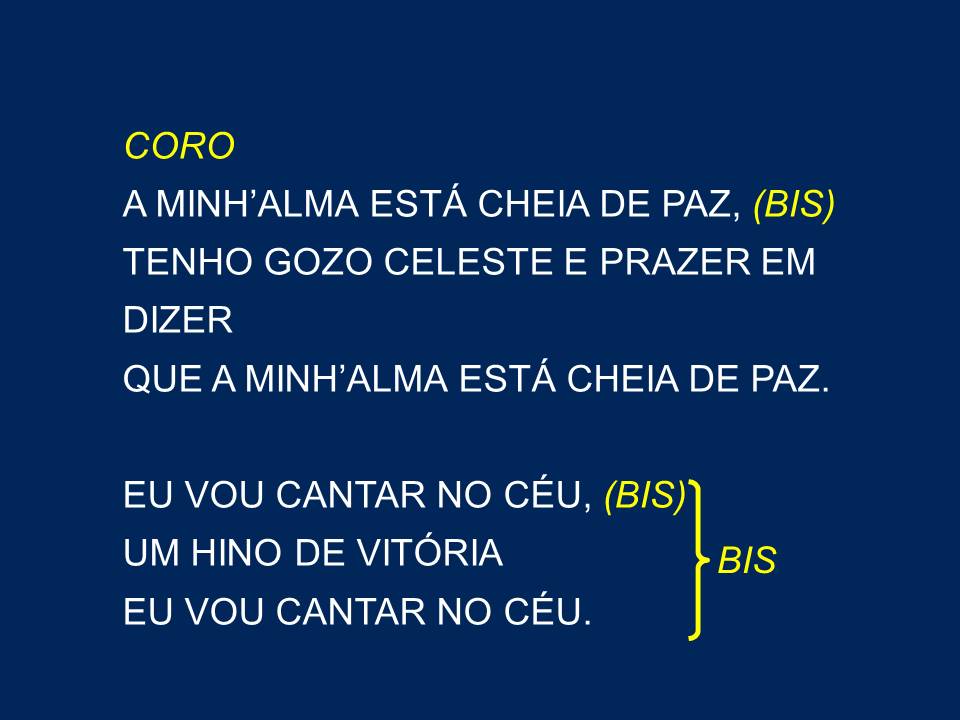 CORO
A MINH’ALMA ESTÁ CHEIA DE PAZ, (BIS)
TENHO GOZO CELESTE E PRAZER EM
DIZER
QUE A MINH’ALMA ESTÁ CHEIA DE PAZ.
EU VOU CANTAR NO CÉU, (BIS)
UM HINO DE VITÓRIA
BIS
EU VOU CANTAR NO CÉU.